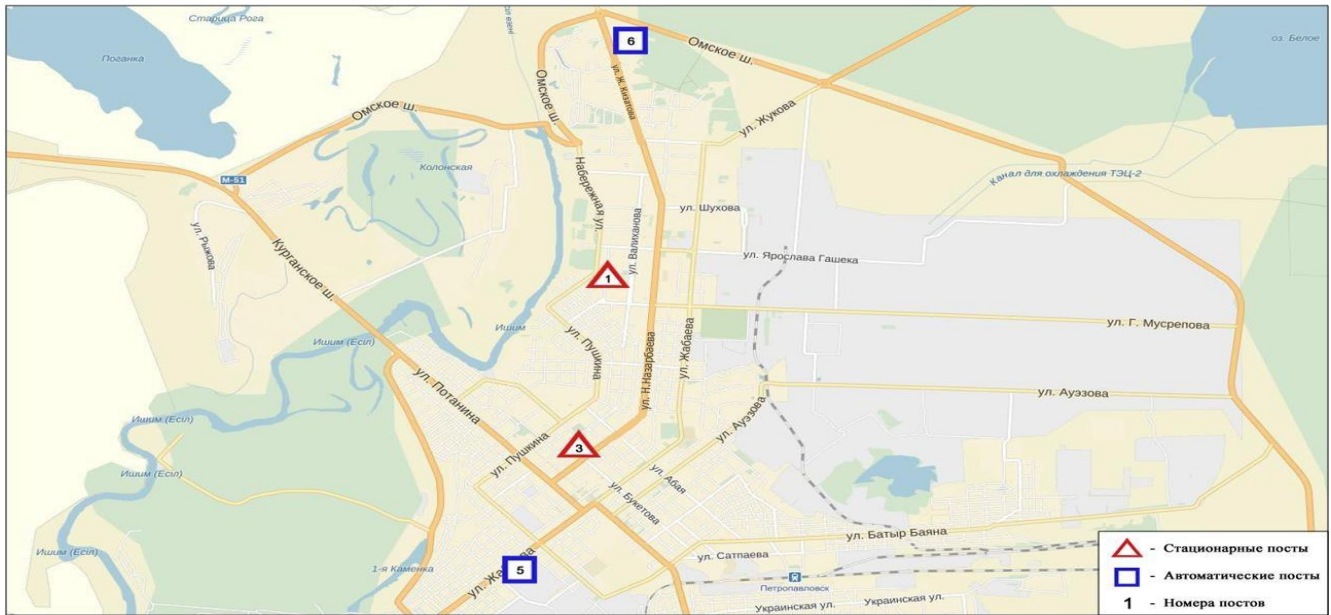 Старица Рога
оз. Белое
6
Омское ш.
Поганка
ул. Ж. Кизатова
Омское ш.
Омское ш.
ул. Жукова
Колонская
Канал для охлаждения ТЭЦ-2
М-51
Набережная ул.
ул. Шухова
ул. Рыжкова
ул. Валиханова
Курганское ш.
ул. Ярослава Гашека
1
Ишим
ул. Г. Мусрепова
Ишим (Есіл)
ул. Пушкина
ул. Жабаева
ул. Н.Назарбаева
ул. Потанина
ул. Ауэзова
Ишим (Есіл)
ул. Ауэзова
ул. Пушкина
3
Ишим (Есіл)
ул. Абая
ул. Букетова
ул. Батыр Баяна
Ишим (Есіл)
ул. Сатпаева
1-я Каменка
5
Петропавловск
Украинская ул.
Украинская ул.
- Стационарные посты
- Автоматические посты
1 - Номера постов